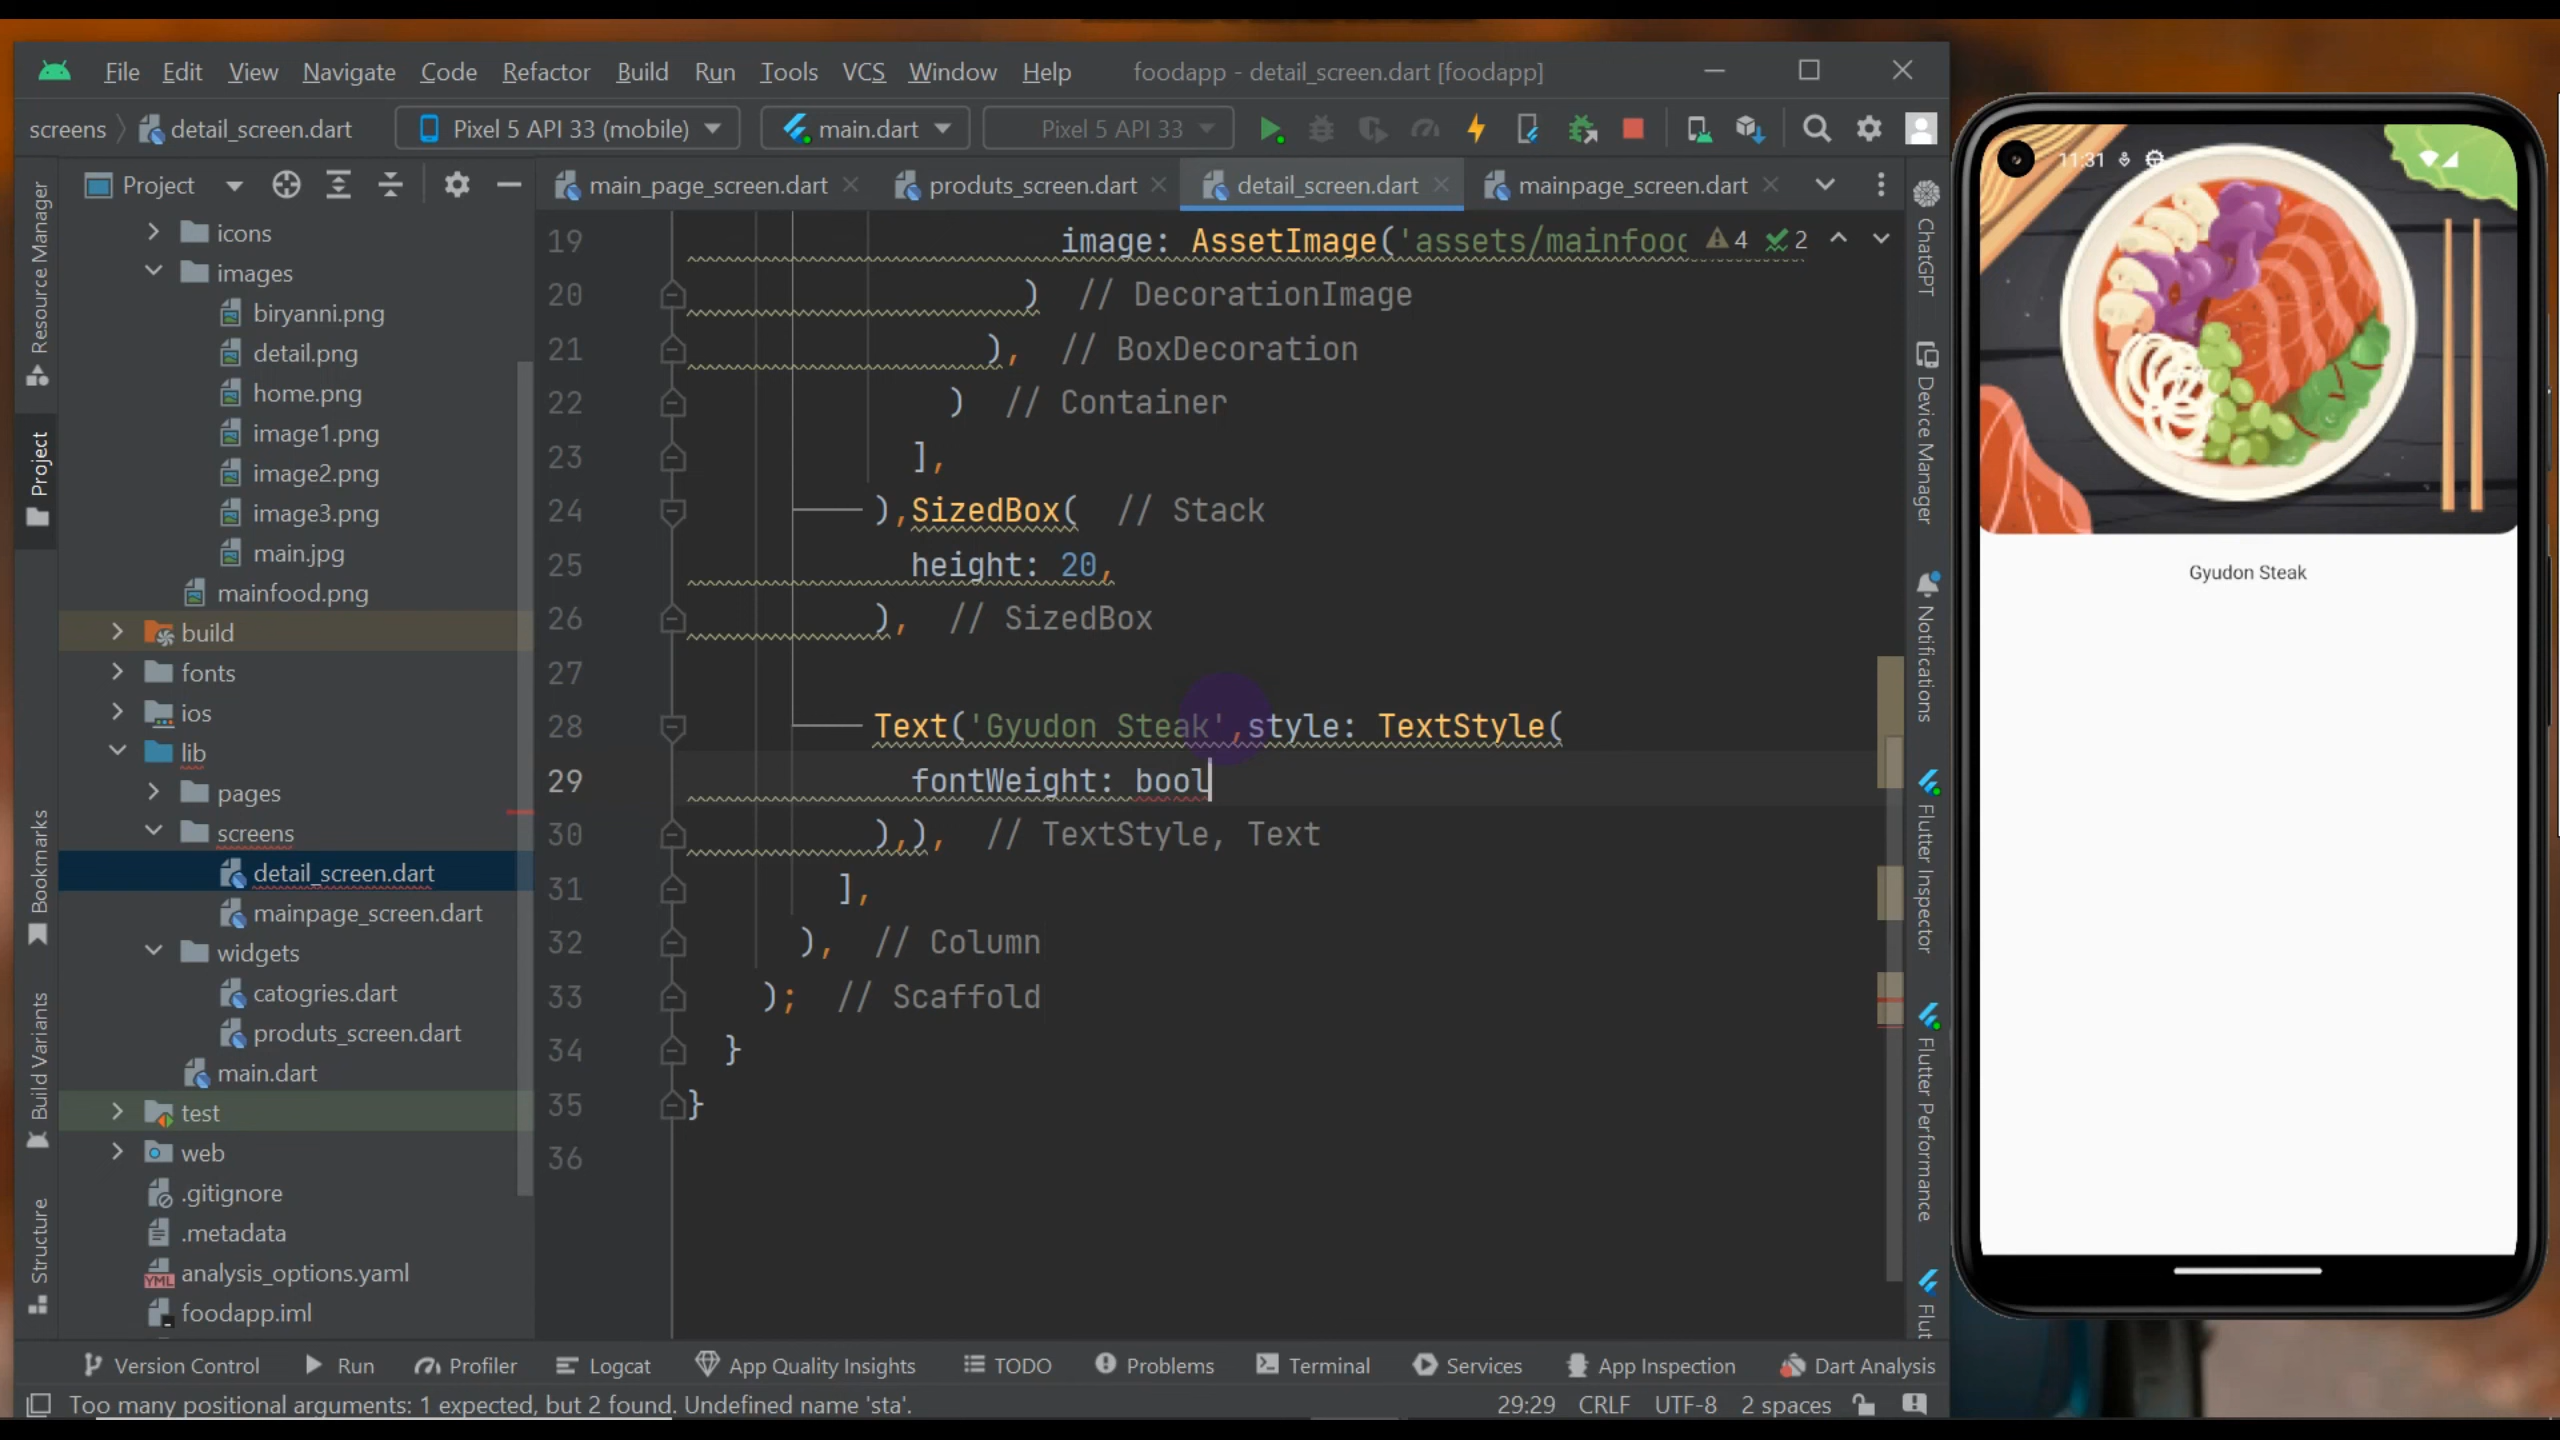 File Edit View Navigate Code Refactor Build Run Tools VCS Window Help foodapp - detail_screen.dart [foodapp]
screens detail_screen.dart Pixel 5 API 33 (mobile) main.dart Pixel 5 API 33
Project main_page_screen.dart produts_screen.dart detail_screen.dart mainpage_screen.dart
Resource Manager
Project
Bookmarks
Build Variants
Structure
icons
images
biryanni.png
detail.png
home.png
image1.png
image2.png
image3.png
main.jpg
mainfood.png
build
fonts
ios
lib
pages
screens
detail_screen.dart
mainpage_screen.dart
widgets
catogries.dart
produts_screen.dart
main.dart
test
web
.gitignore
.metadata
analysis_options.yaml
foodapp.iml
19 image: AssetImage('assets/mainfood 4 2
20 ) // DecorationImage
21 ), // BoxDecoration
22 ) // Container
23 ],
24 ),SizedBox( // Stack
25 height: 20,
26 ), // SizedBox
27
28 Text('Gyudon Steak',style: TextStyle(
29 fontWeight: bool
30 ),), // TextStyle, Text
31 ],
32 ), // Column
33 ); // Scaffold
34 }
35 }
36
ChatGPT
Device Manager
Notifications
Flutter Inspector
Flutter Performance
Flut
11:31
Gyudon Steak
Version Control Run Profiler Logcat App Quality Insights TODO Problems Terminal Services App Inspection Dart Analysis
Too many positional arguments: 1 expected, but 2 found. Undefined name 'sta'. 29:29 CRLF UTF-8 2 spaces